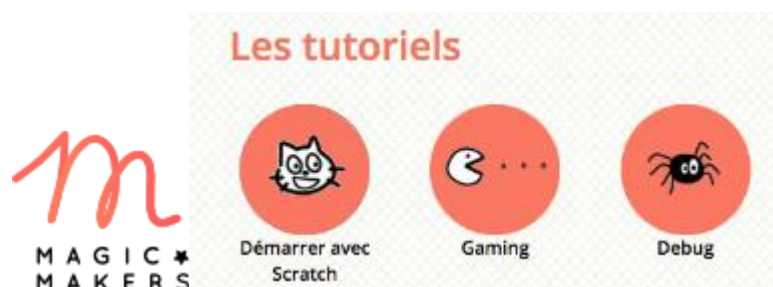 Les tutoriels
Démarrer avec
Scratch
Gaming
Debug
MAGIC
MAKERS